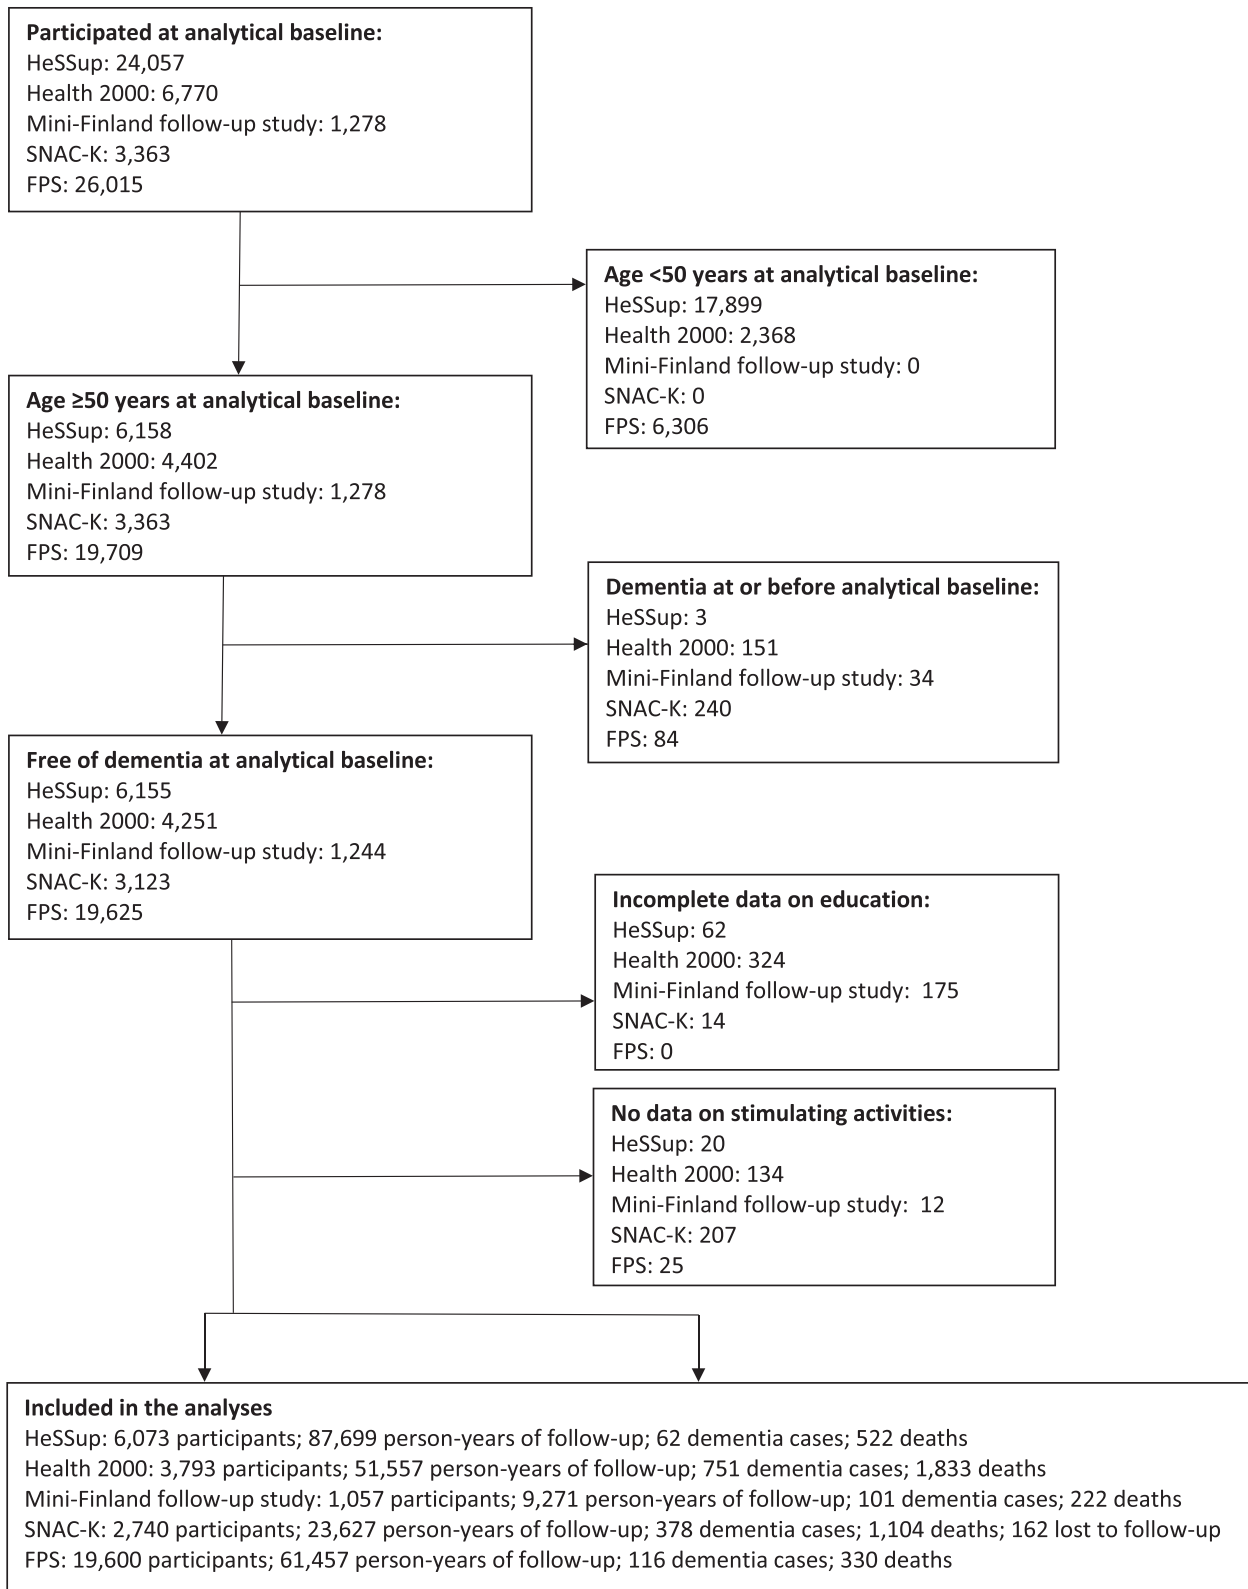 Participated at analytical baseline:
HeSSup: 24,057
Health 2000: 6,770
Mini-Finland follow-up study: 1,278
SNAC-K: 3,363
FPS: 26,015
Age <50 years at analytical baseline:
HeSSup: 17,899
Health 2000: 2,368
Mini-Finland follow-up study: 0
SNAC-K: 0
FPS: 6,306
Age ≥50 years at analytical baseline:
HeSSup: 6,158
Health 2000: 4,402
Mini-Finland follow-up study: 1,278
SNAC-K: 3,363
FPS: 19,709
Dementia at or before analytical baseline:
HeSSup: 3
Health 2000: 151
Mini-Finland follow-up study: 34
SNAC-K: 240
FPS: 84
Free of dementia at analytical baseline:
HeSSup: 6,155
Health 2000: 4,251
Mini-Finland follow-up study: 1,244
SNAC-K: 3,123
FPS: 19,625
Incomplete data on education:
HeSSup: 62
Health 2000: 324
Mini-Finland follow-up study:  175
SNAC-K: 14
FPS: 0
No data on stimulating activities:
HeSSup: 20
Health 2000: 134
Mini-Finland follow-up study:  12
SNAC-K: 207
FPS: 25
Included in the analyses
HeSSup: 6,073 participants; 87,699 person-years of follow-up; 62 dementia cases; 522 deaths
Health 2000: 3,793 participants; 51,557 person-years of follow-up; 751 dementia cases; 1,833 deaths
Mini-Finland follow-up study: 1,057 participants; 9,271 person-years of follow-up; 101 dementia cases; 222 deaths
SNAC-K: 2,740 participants; 23,627 person-years of follow-up; 378 dementia cases; 1,104 deaths; 162 lost to follow-up
FPS: 19,600 participants; 61,457 person-years of follow-up; 116 dementia cases; 330 deaths